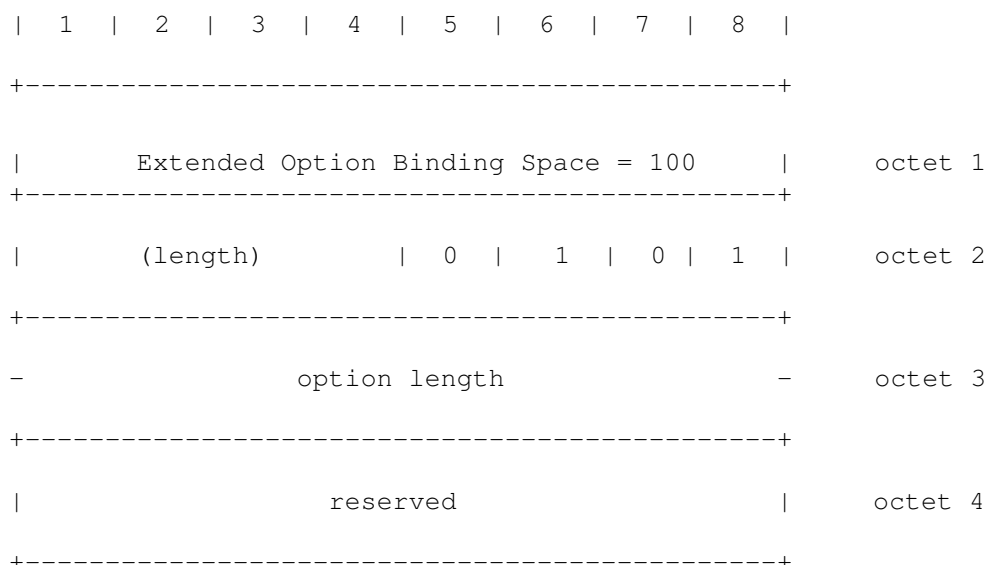 |  1  |  2  |  3  |  4  |  5  |  6  |  7  |  8  |
+-----------------------------------------------+
|       Extended Option Binding Space = 100     |     octet 1
+-----------------------------------------------+
|       (length)        |  0  |   1  |  0 |  1  |     octet 2
+-----------------------------------------------+
-                 option length                 -     octet 3
+-----------------------------------------------+
|                   reserved                    |     octet 4
+-----------------------------------------------+